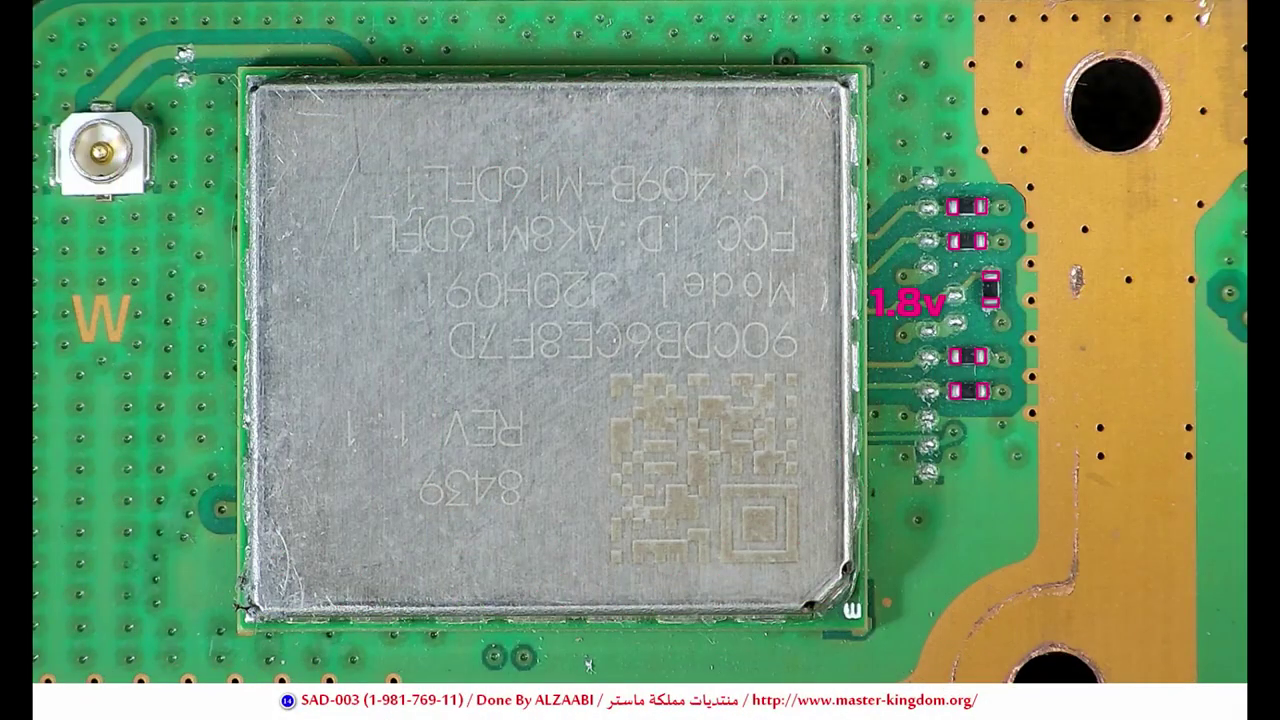 8439
REV. 1.1
90CDB6CE8F7D
Model J20H091
FCC ID:AK8M16DFL1
IC:409B-M16DFL1
W
1.8v
W
14 SAD-003 (1-981-769-11) / Done By ALZAABI / منتديات مملكة ماستر / http://www.master-kingdom.org/